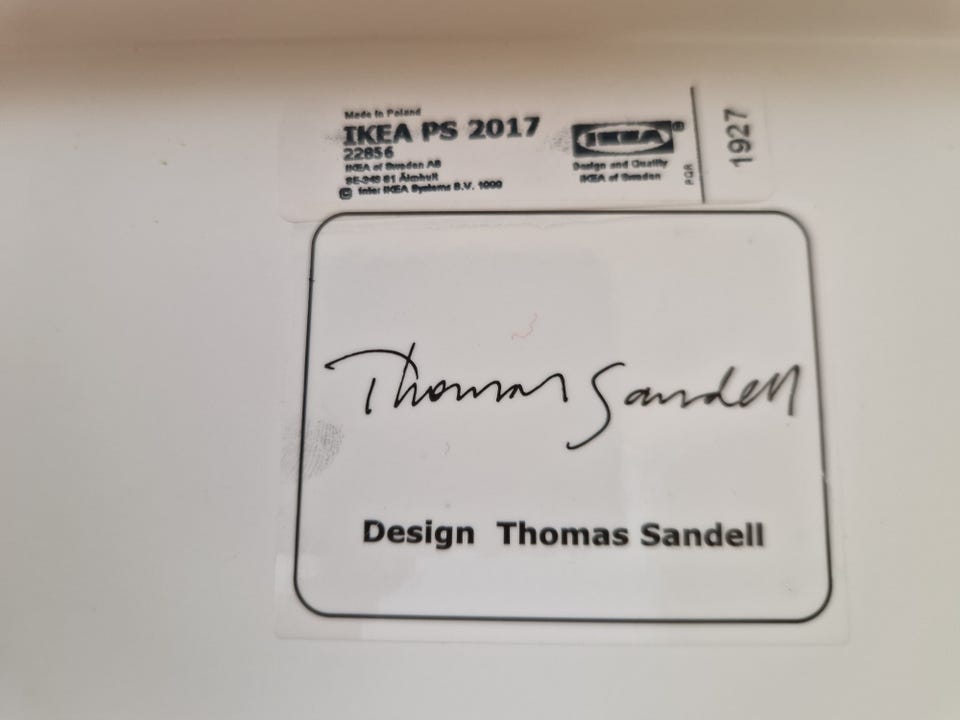 Made in Poland
IKEA PS 2017
22856
IKEA of Sweden AB
SE-343 81 Älmhult
© Inter IKEA Systems B.V. 1999
IKEA®
Design and Quality
IKEA of Sweden
PQR
1927
Thomas Sandell
Design Thomas Sandell